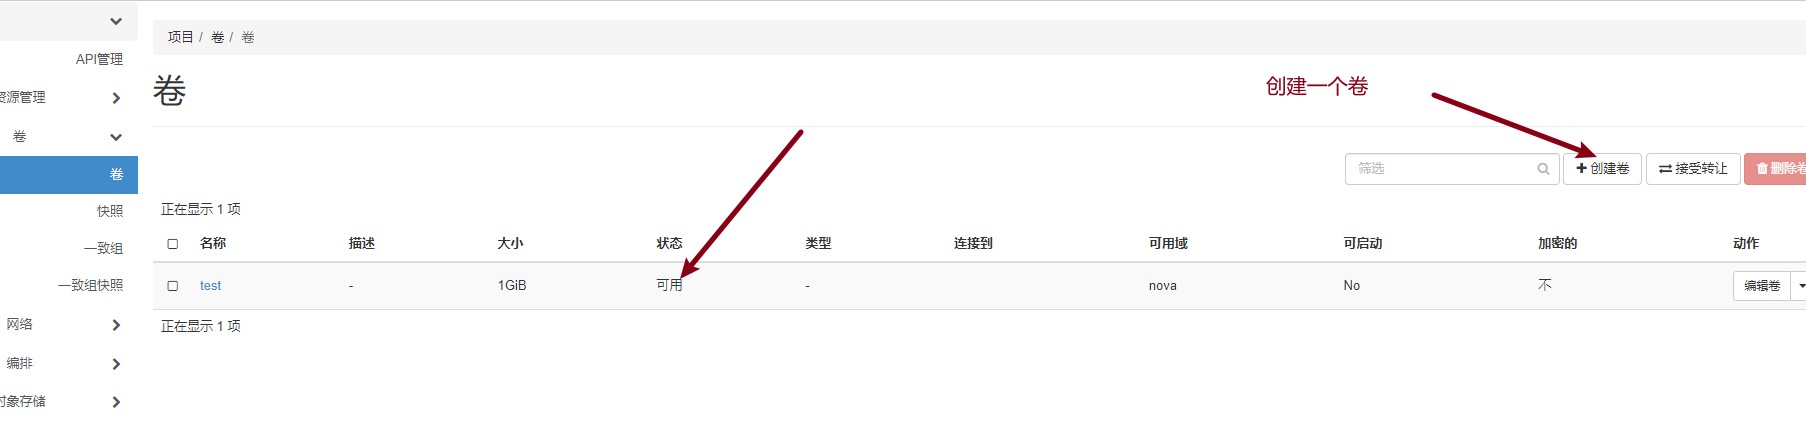 API管理
资源管理
卷
卷
快照
一致组
一致组快照
网络
编排
对象存储
项目 / 卷 / 卷
卷
创建一个卷
筛选 创建卷 接受转让 删除卷
正在显示 1 项
名称 描述 大小 状态 类型 连接到 可用域 可启动 加密的 动作
test - 1GiB 可用 - nova No 不 编辑卷
正在显示 1 项